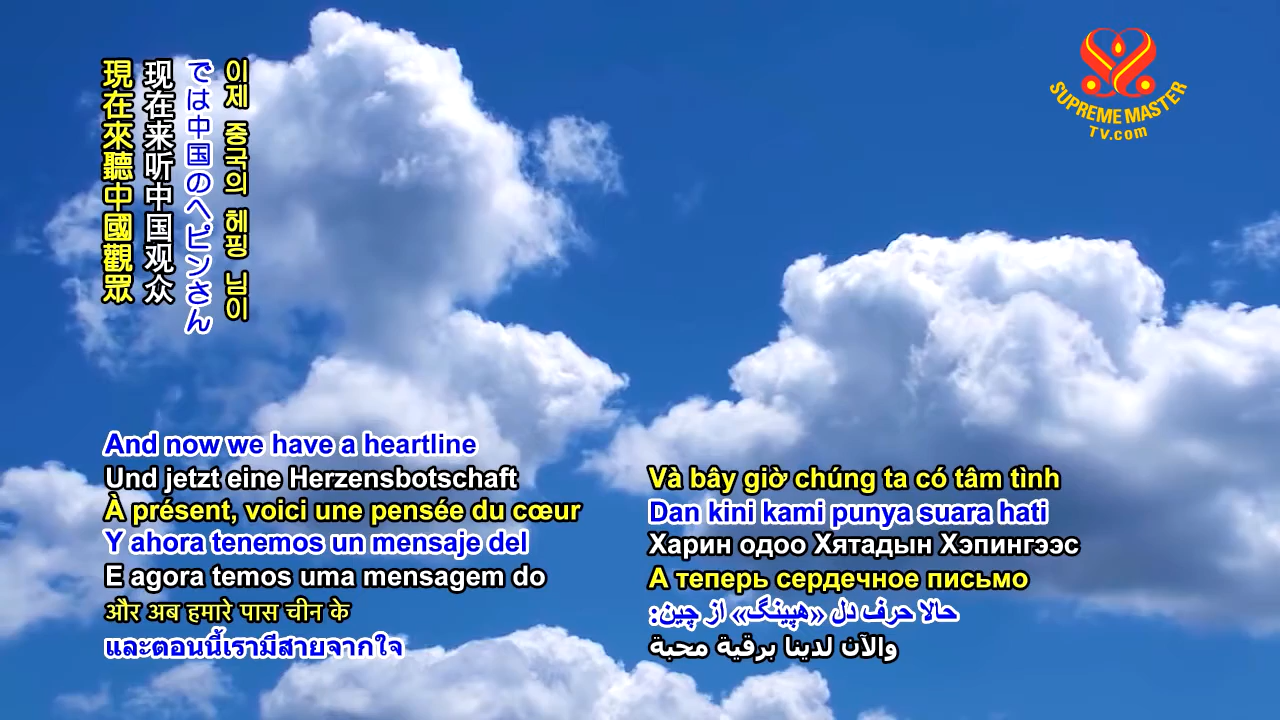 現在來聽中國觀眾
现在来听中国观众
では中国のヘピンさん
이제 중국의 헤핑 님이
SUPREME MASTER
TV.com
And now we have a heartline
Und jetzt eine Herzensbotschaft
À présent, voici une pensée du cœur
Y ahora tenemos un mensaje del
E agora temos uma mensagem do
और अब हमारे पास चीन के
และตอนนี้เรามีสายจากใจ
Và bây giờ chúng ta có tâm tình
Dan kini kami punya suara hati
Харин одоо Хятадын Хэпингээс
А теперь сердечное письмо
حالا حرف دل «هپینگ» از چین:
والآن لدينا برقية محبة